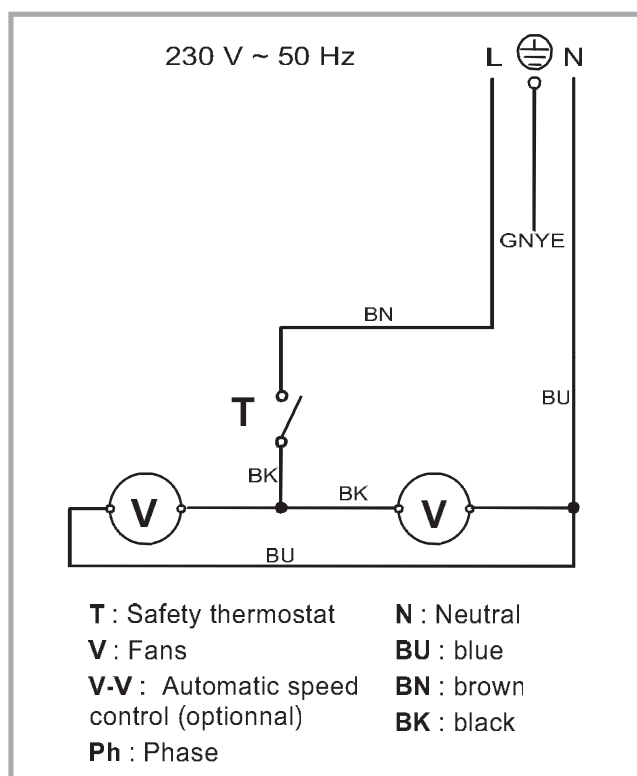 230 V ~ 50 Hz
L N
GNYE
BN
BU
T
BK
BK
V
V
BU
T : Safety thermostat
V : Fans
V-V : Automatic speed
control (optionnal)
Ph : Phase
N : Neutral
BU : blue
BN : brown
BK : black